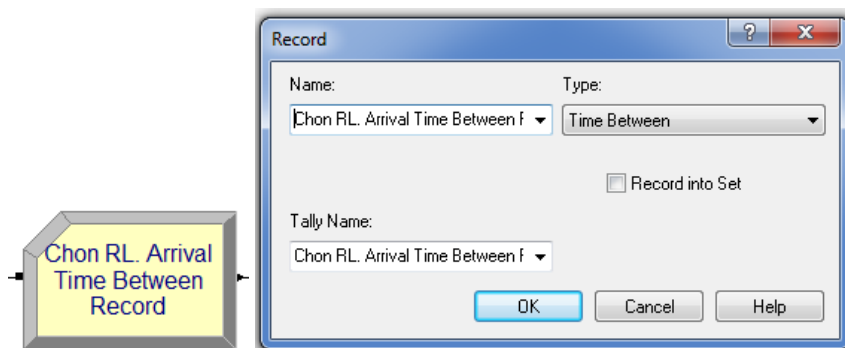 Record
Name:
Type:
Chon RL. Arrival Time Between F
Time Between
Record into Set
Tally Name:
Chon RL. Arrival Time Between F
OK
Cancel
Help
Chon RL. Arrival
Time Between
Record